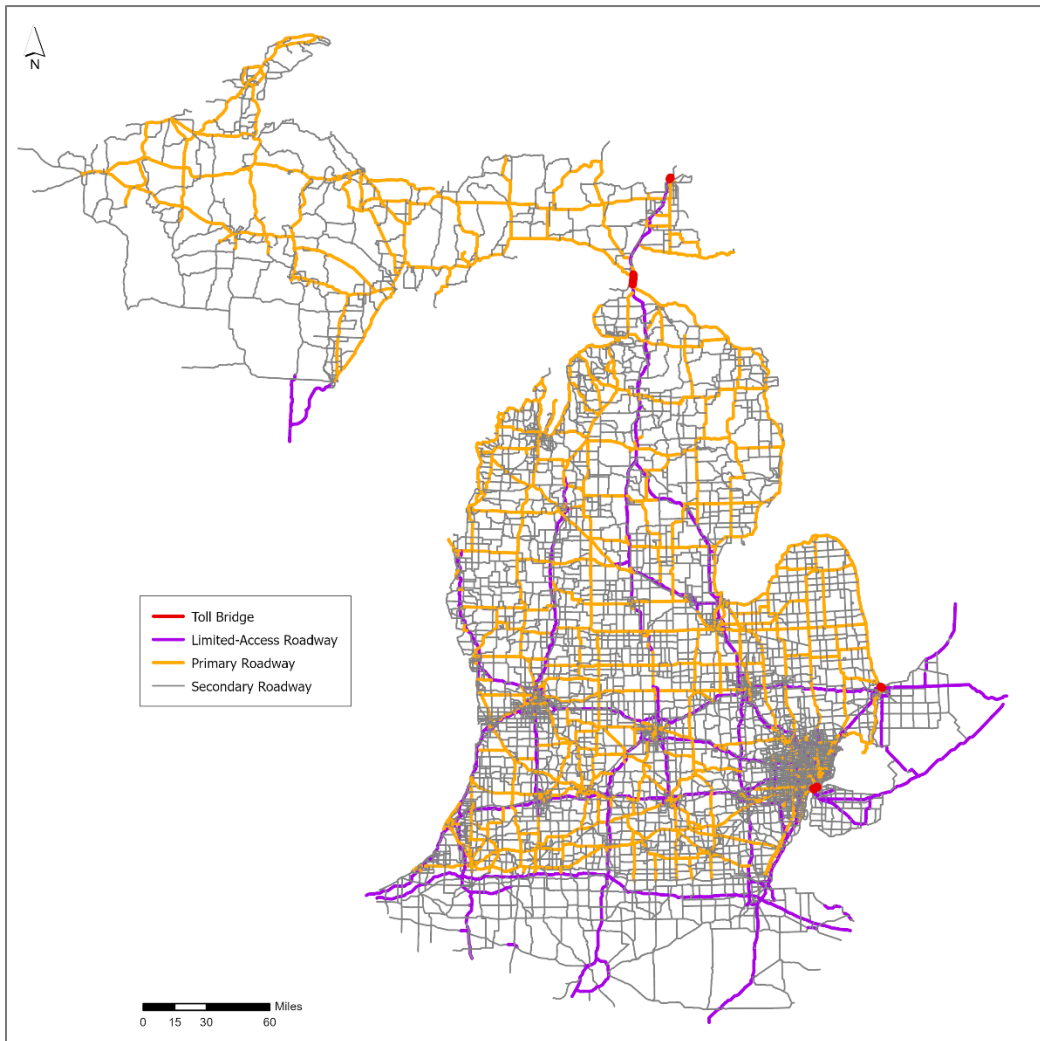 N
Toll Bridge
Limited-Access Roadway
Primary Roadway
Secondary Roadway
Miles
0 15 30 60